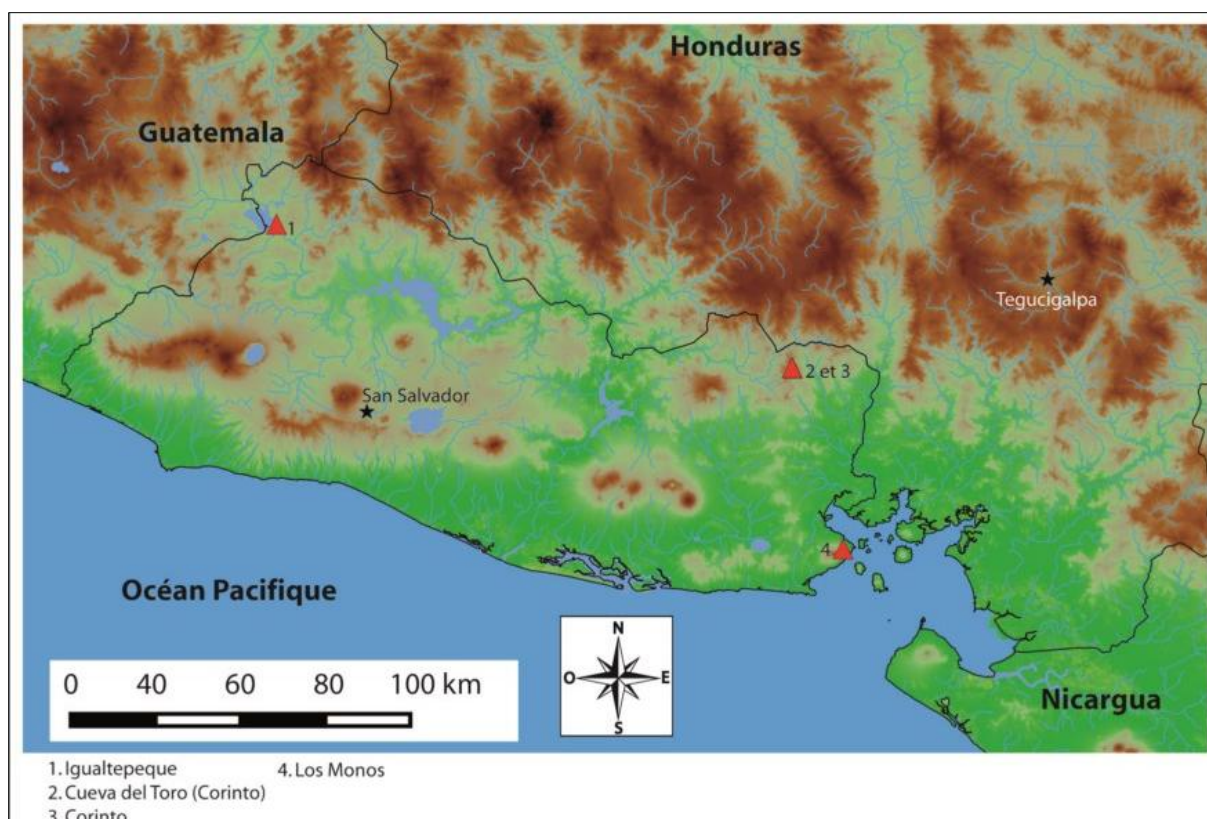 Honduras
Guatemala
1
Tegucigalpa
2 et 3
San Salvador
4
Océan Pacifique
N
O E
S
0 40 60 80 100 km
Nicargua
1. Igualtepeque 4. Los Monos
2. Cueva del Toro (Corinto)
3. Corinto